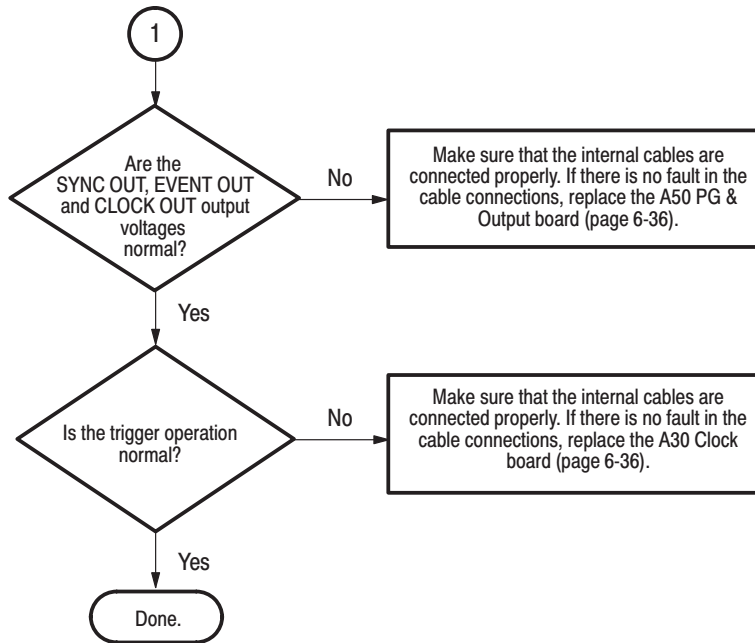 1
Are the
SYNC OUT, EVENT OUT
and CLOCK OUT output
voltages
normal?
No
Make sure that the internal cables are
connected properly. If there is no fault in the
cable connections, replace the A50 PG &
Output board (page 6-36).
Yes
Is the trigger operation
normal?
No
Make sure that the internal cables are
connected properly. If there is no fault in the
cable connections, replace the A30 Clock
board (page 6-36).
Yes
Done.